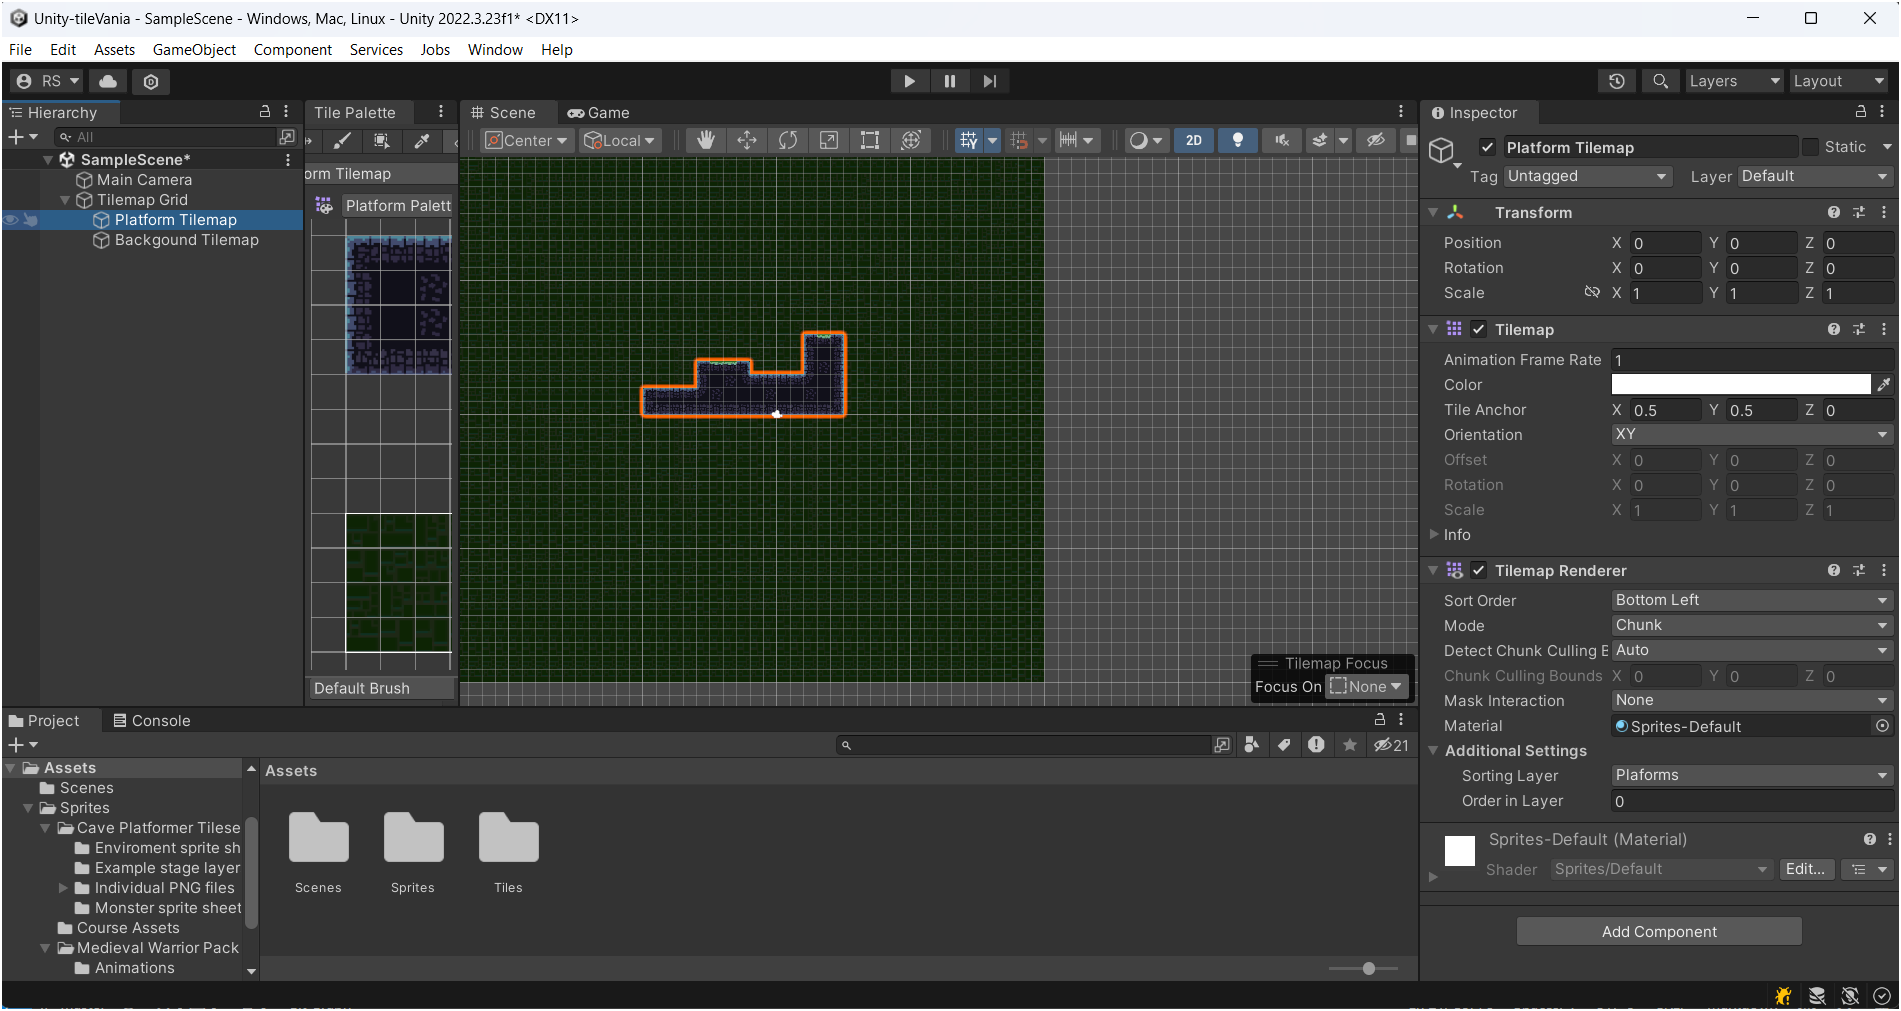 Unity-tileVania - SampleScene - Windows, Mac, Linux - Unity 2022.3.23f1* <DX11>
File Edit Assets GameObject Component Services Jobs Window Help
RS
Layers
Layout
Hierarchy
All
SampleScene*
Main Camera
Tilemap Grid
Platform Tilemap
Backgound Tilemap
Tile Palette
orm Tilemap
Platform Palett
Default Brush
Scene
Game
Center
Local
2D
Tilemap Focus
Focus On None
Inspector
Platform Tilemap
Static
Tag Untagged
Layer Default
Transform
Position X 0 Y 0 Z 0
Rotation X 0 Y 0 Z 0
Scale X 1 Y 1 Z 1
Tilemap
Animation Frame Rate 1
Color
Tile Anchor X 0.5 Y 0.5 Z 0
Orientation XY
Offset X 0 Y 0 Z 0
Rotation X 0 Y 0 Z 0
Scale X 1 Y 1 Z 1
Info
Tilemap Renderer
Sort Order Bottom Left
Mode Chunk
Detect Chunk Culling B Auto
Chunk Culling Bounds X 0 Y 0 Z 0
Mask Interaction None
Material Sprites-Default
Additional Settings
Sorting Layer Plaforms
Order in Layer 0
Sprites-Default (Material)
Shader Sprites/Default
Edit...
Add Component
Project
Console
21
Assets
Scenes
Sprites
Cave Platformer Tilese
Enviroment sprite sh
Example stage layer
Individual PNG files
Monster sprite sheet
Course Assets
Medieval Warrior Pack
Animations
Assets
Scenes
Sprites
Tiles